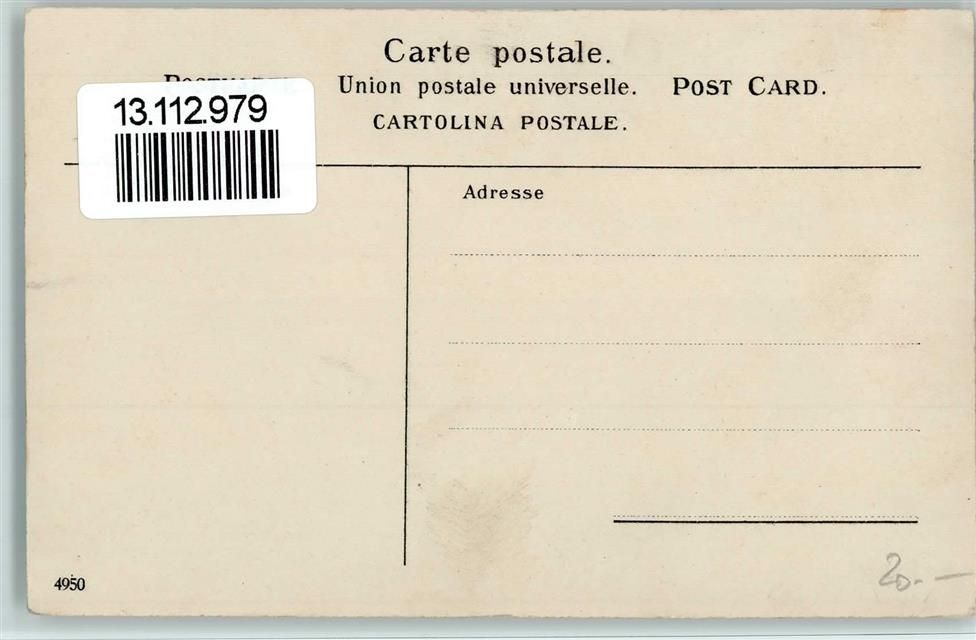 Carte postale.
Union postale universelle. POST CARD.
CARTOLINA POSTALE.
13.112.979
Adresse
4950
20.-